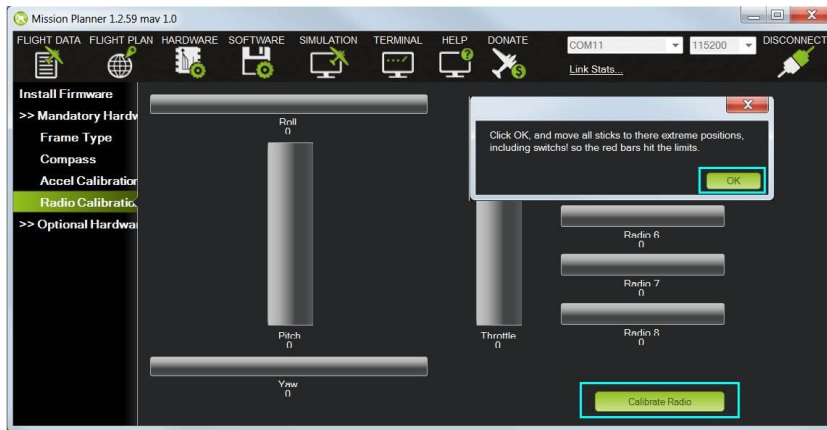 Mission Planner 1.2.59 mav 1.0
FLIGHT DATA FLIGHT PLAN HARDWARE SOFTWARE SIMULATION TERMINAL HELP DONATE
COM11 115200 DISCONNECT
Link Stats...
Install Firmware
>> Mandatory Hardw
Frame Type
Compass
Accel Calibration
Radio Calibratio
>> Optional Hardwa
Roll
0
Click OK, and move all sticks to there extreme positions,
including switchs! so the red bars hit the limits.
OK
Radio 6
0
Radio 7
0
Pitch
0
Throttle
0
Radio 8
0
Yaw
0
Calibrate Radio